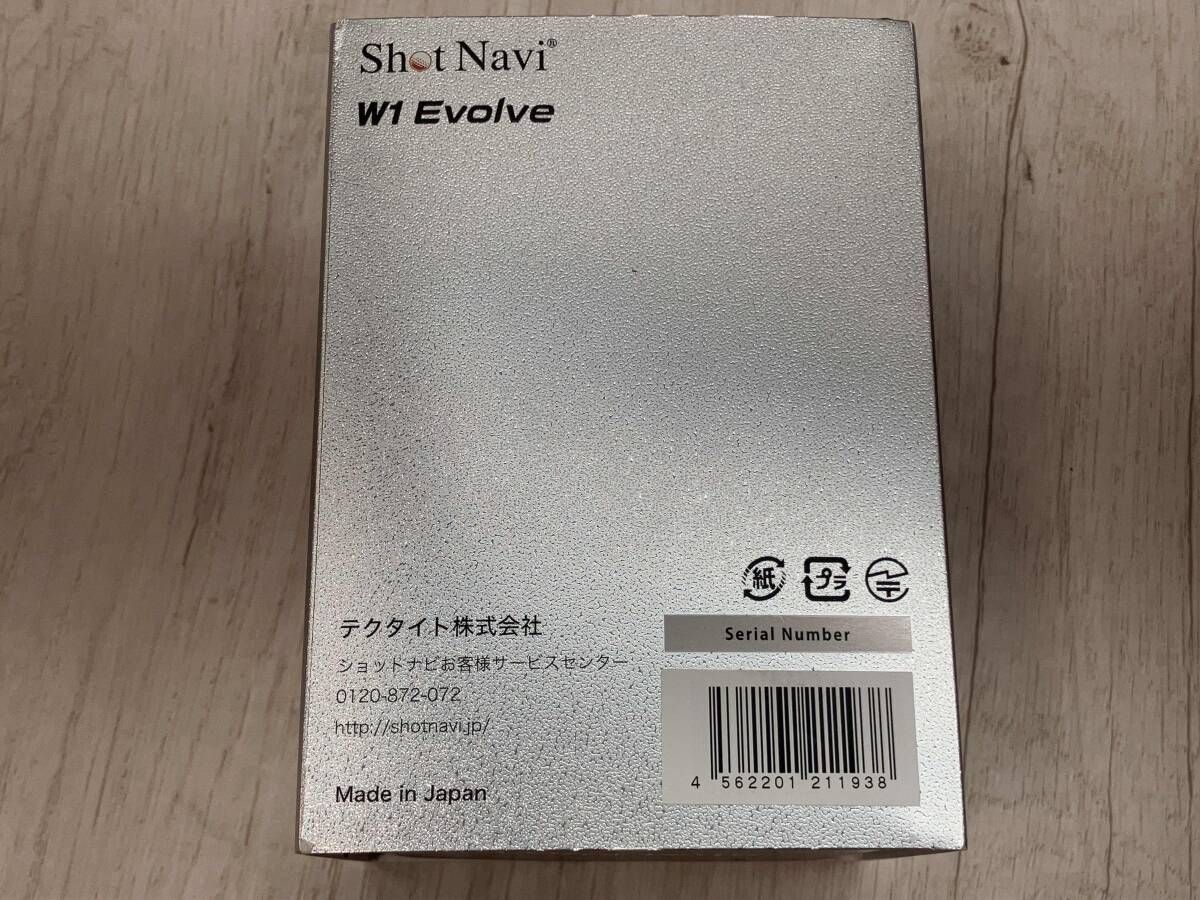 Shot Navi®
W1 Evolve
紙
プラ
テクタイト株式会社
ショットナビお客様サービスセンター
0120-872-072
http://shotnavi.jp/
Made in Japan
Serial Number
4 562201 211938